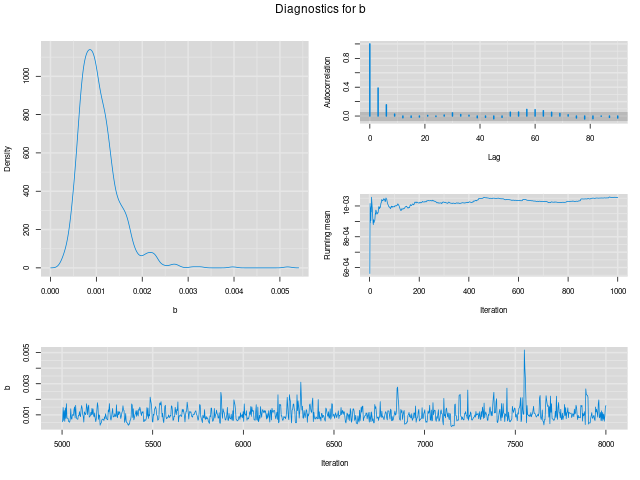 Diagnostics for b
Density
0 200 400 600 800 1000
0.000 0.001 0.002 0.003 0.004 0.005
b
Autocorrelation
0.0 0.4 0.8
0 20 40 60 80
Lag
Running mean
6e-04 8e-04 1e-03
0 200 400 600 800 1000
Iteration
b
0.001 0.003 0.005
5000 5500 6000 6500 7000 7500 8000
Iteration